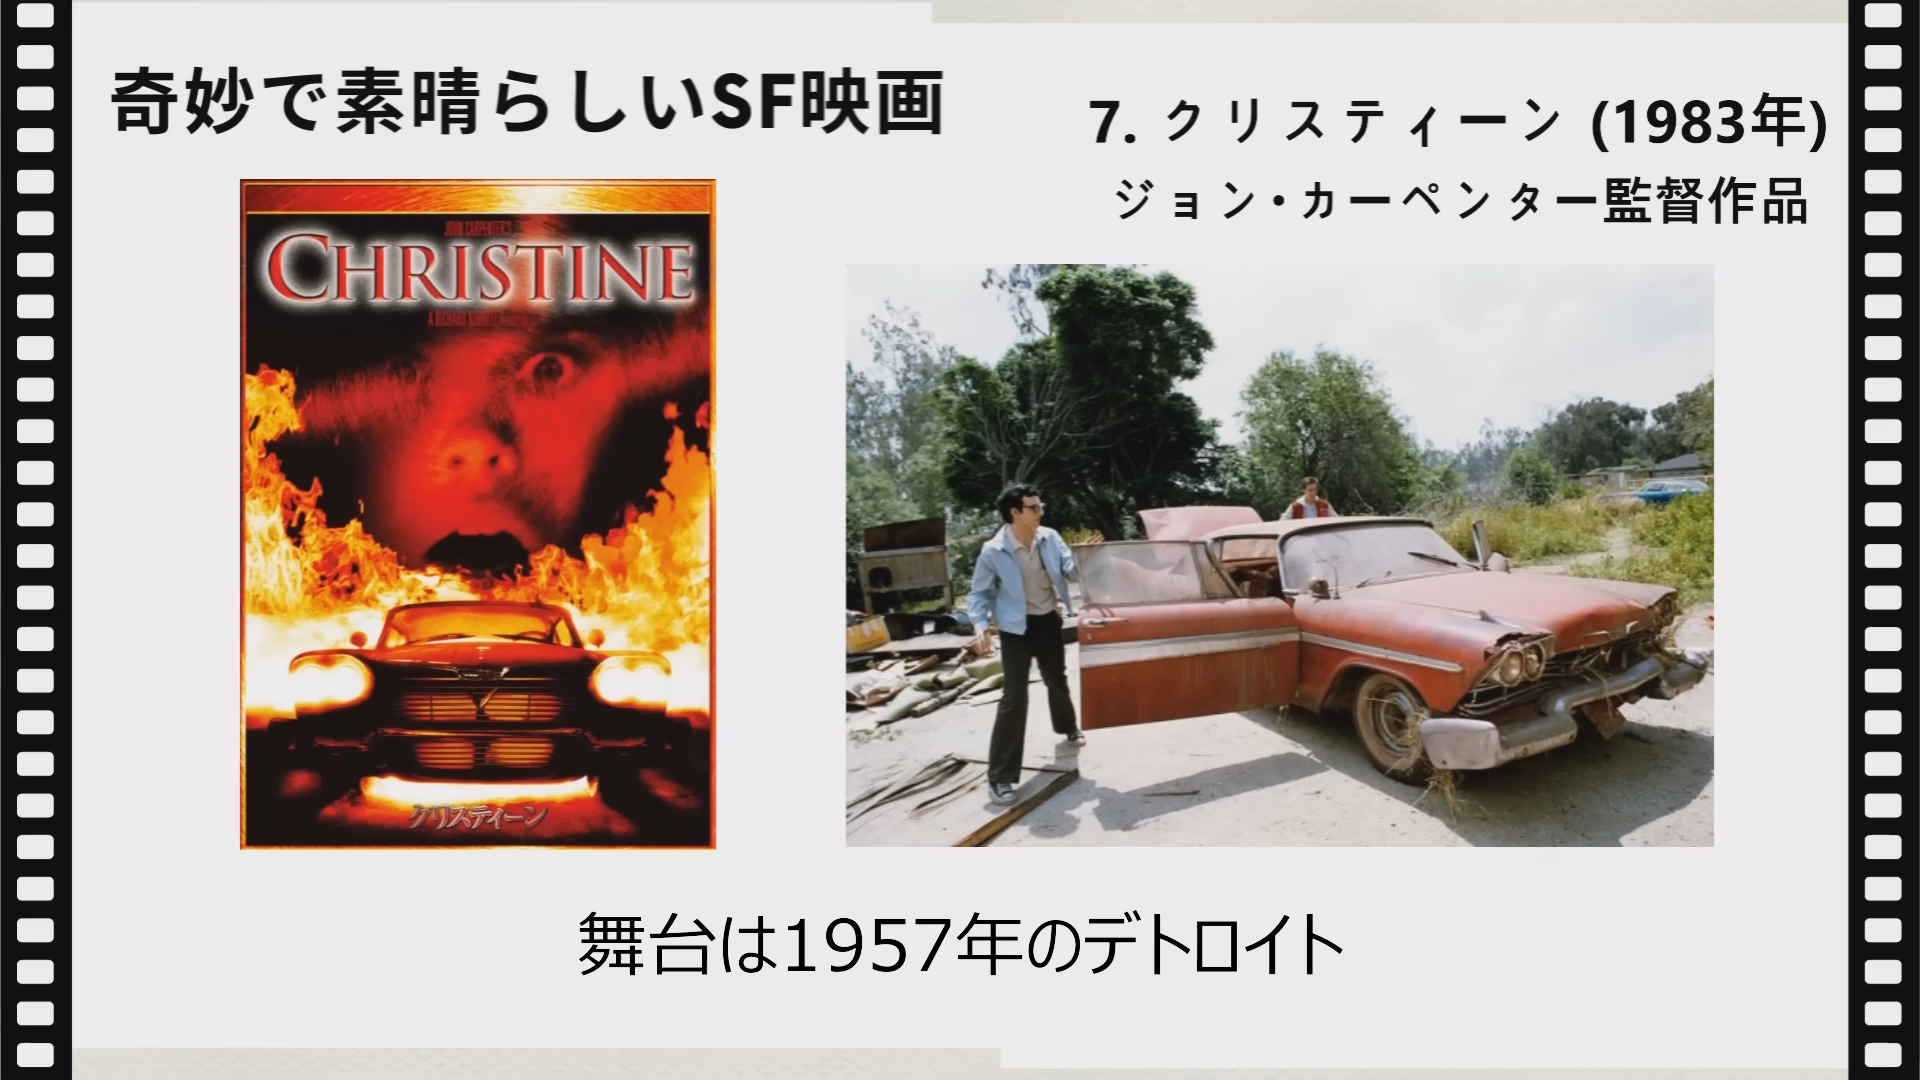 奇妙で素晴らしいSF映画
7. クリスティーン (1983年)
ジョン・カーペンター監督作品
JOHN CARPENTER'S
CHRISTINE
クリスティーン
舞台は1957年のデトロイト